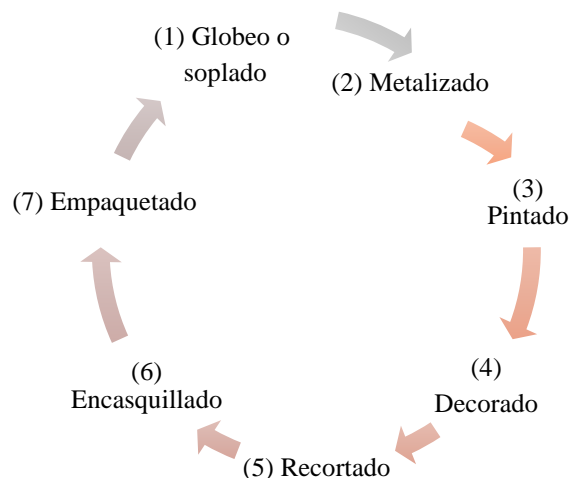 (1) Globeo o
soplado
(2) Metalizado
(3)
Pintado
(4)
Decorado
(5) Recortado
(6)
Encasquillado
(7) Empaquetado